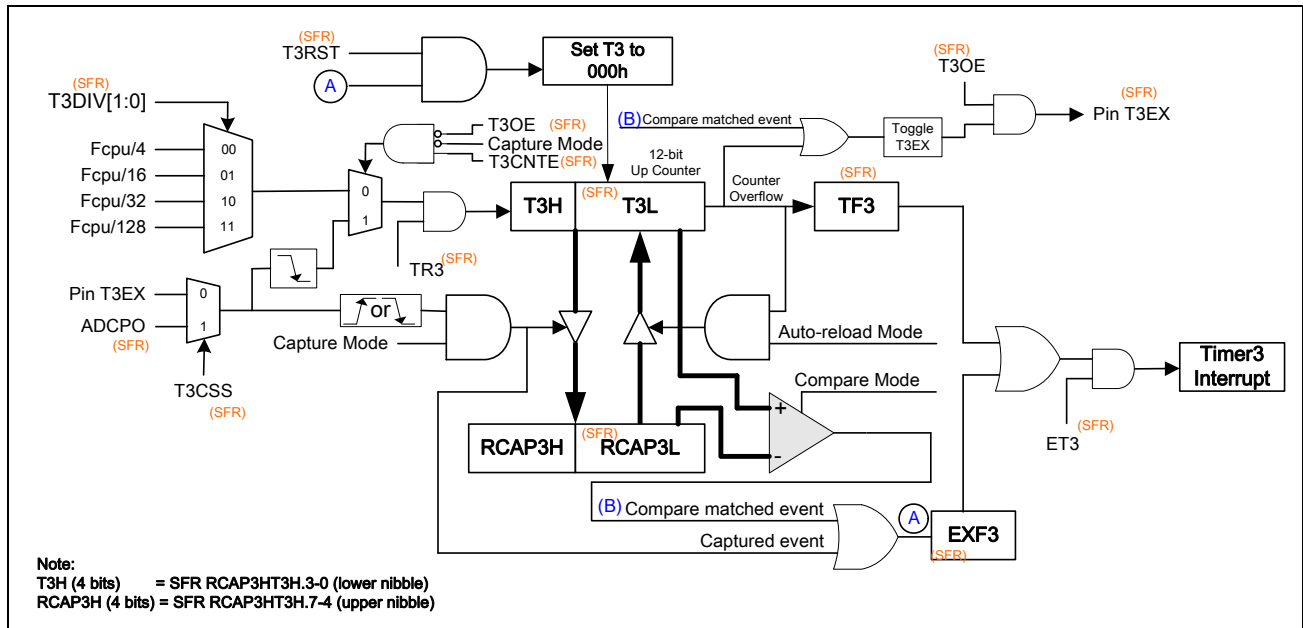 (SFR)
T3RST
A
Set T3 to
000h
(SFR)
T3OE
(SFR)
Pin T3EX
(SFR)
T3DIV[1:0]
Fcpu/4
Fcpu/16
Fcpu/32
Fcpu/128
00
01
10
11
T3OE (SFR)
Capture Mode
T3CNTE(SFR)
0
1
(B) Compare matched event
Toggle
T3EX
12-bit
Up Counter
Counter
Overflow
T3H
(SFR)
T3L
(SFR)
TF3
TR3 (SFR)
Pin T3EX
ADCPO
(SFR)
0
1
T3CSS
(SFR)
or
Capture Mode
Auto-reload Mode
Compare Mode
+
-
RCAP3H
(SFR)
RCAP3L
Timer3
Interrupt
(SFR)
ET3
(B) Compare matched event
Captured event
A
EXF3
(SFR)
Note:
T3H (4 bits) = SFR RCAP3HT3H.3-0 (lower nibble)
RCAP3H (4 bits) = SFR RCAP3HT3H.7-4 (upper nibble)